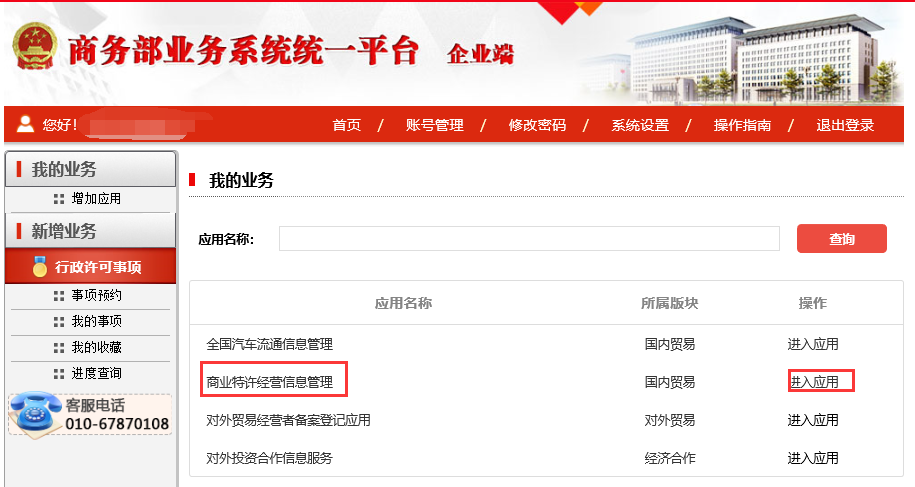 商务部业务系统统一平台 企业端
您好！
首页 / 账号管理 / 修改密码 / 系统设置 / 操作指南 / 退出登录
我的业务
增加应用
新增业务
行政许可事项
事项预约
我的事项
我的收藏
进度查询
客服电话
010-67870108
我的业务
应用名称： 查询
应用名称 所属版块 操作
全国汽车流通信息管理 国内贸易 进入应用
商业特许经营信息管理 国内贸易 进入应用
对外贸易经营者备案登记应用 对外贸易 进入应用
对外投资合作信息服务 经济合作 进入应用